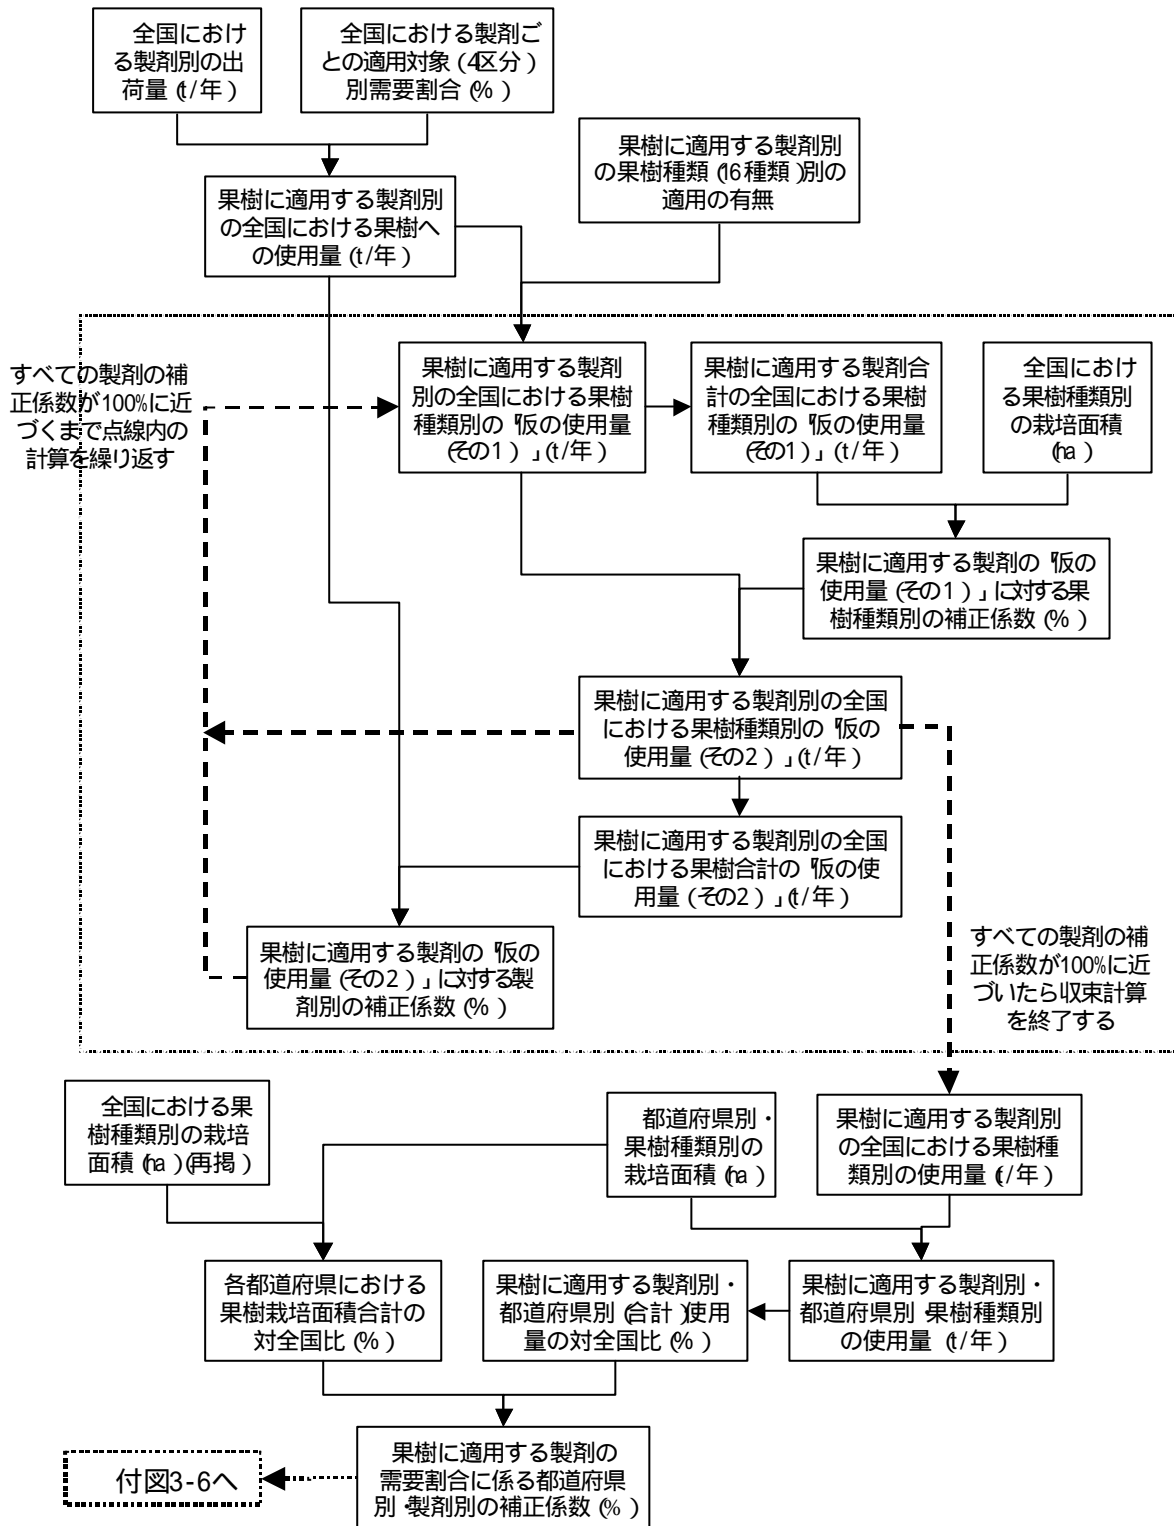 全国におけ
る製剤別の出
荷量（t/年）
全国における製剤ご
との適用対象（4区分）
別需要割合（%）
果樹に適用する製剤別
の果樹種類（16種類）別の
適用の有無
果樹に適用する製剤別
の全国における果樹へ
の使用量（t/年）
すべての製剤の補
正係数が100%に近
づくまで点線内の
計算を繰り返す
果樹に適用する製剤
別の全国における果樹
種類別の「仮の使用量
（その1）」（t/年）
果樹に適用する製剤合
計の全国における果樹
種類別の「仮の使用量
（その1）」（t/年）
全国におけ
る果樹種類別
の栽培面積
（ha）
果樹に適用する製剤の「仮の
使用量（その1）」に対する果
樹種類別の補正係数（%）
果樹に適用する製剤別の全国
における果樹種類別の「仮の
使用量（その2）」（t/年）
果樹に適用する製剤別の全国
における果樹合計の「仮の使
用量（その2）」（t/年）
果樹に適用する製剤の「仮の
使用量（その2）」に対する製
剤別の補正係数（%）
すべての製剤の補
正係数が100%に近
づいたら収束計算
を終了する
全国における果
樹種類別の栽培
面積（ha）（再掲）
都道府県別・
果樹種類別の
栽培面積（ha）
果樹に適用する製剤別
の全国における果樹種
類別の使用量（t/年）
各都道府県における
果樹栽培面積合計の
対全国比（%）
果樹に適用する製剤別・
都道府県別（合計）使用
量の対全国比（%）
果樹に適用する製剤別・
都道府県別・果樹種類別
の使用量（t/年）
果樹に適用する製剤の
需要割合に係る都道府県
別・製剤別の補正係数（%）
付図3-6へ